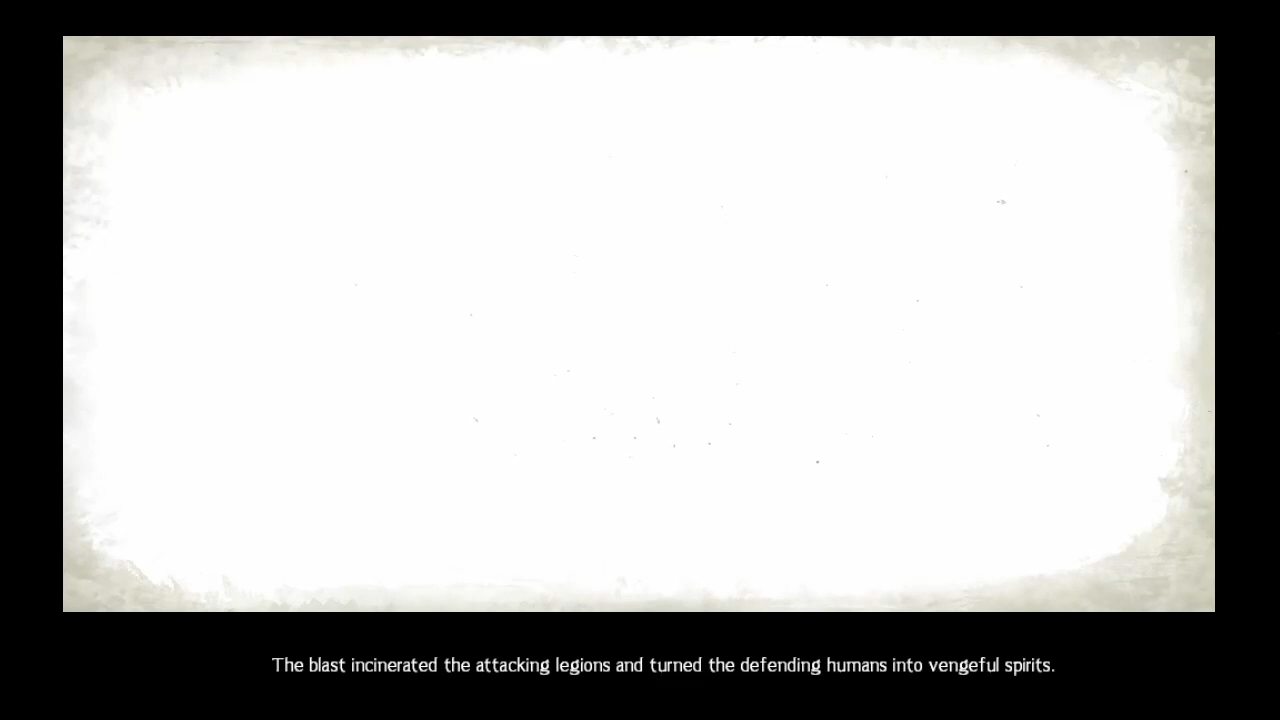 The blast incinerated the attacking legions and turned the defending humans into vengeful spirits.